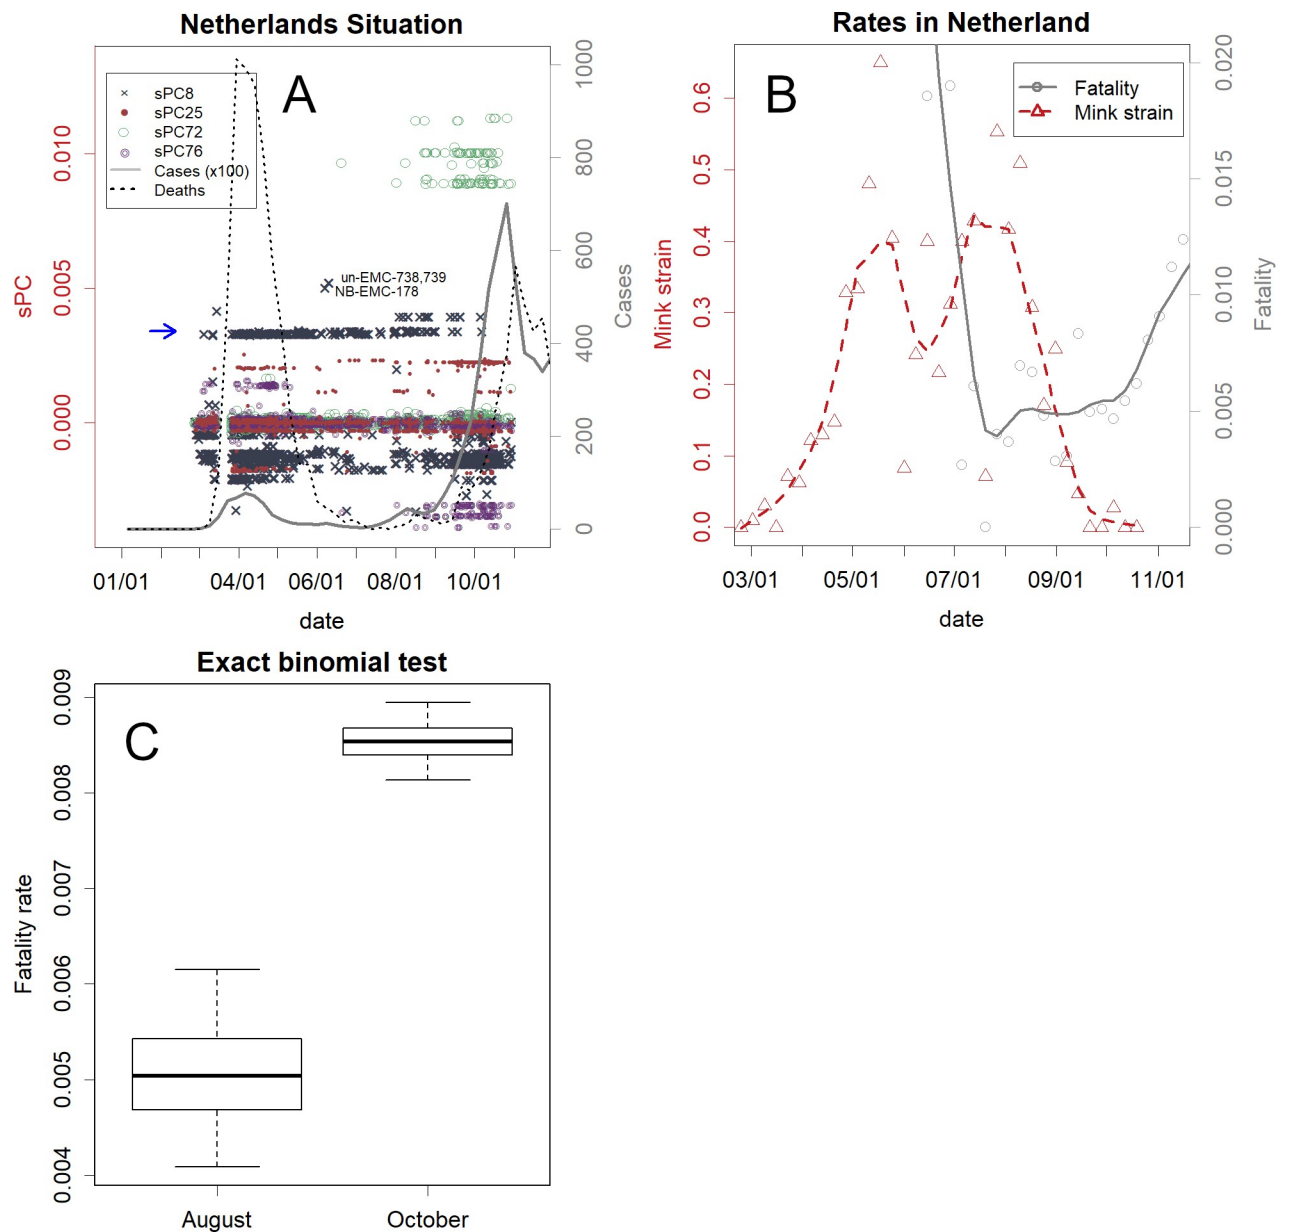 Netherlands Situation
A
sPC8
sPC25
sPC72
sPC76
Cases (x100)
Deaths
un-EMC-738,739
NB-EMC-178
sPC
0.010
0.005
0.000
Cases
1000
800
600
400
200
0
01/01
04/01
06/01
08/01
10/01
date
Rates in Netherland
B
Fatality
Mink strain
Mink strain
0.6
0.5
0.4
0.3
0.2
0.1
0.0
Fatality
0.020
0.015
0.010
0.005
0.000
03/01
05/01
07/01
09/01
11/01
date
Exact binomial test
C
Fatality rate
0.009
0.008
0.007
0.006
0.005
0.004
August
October